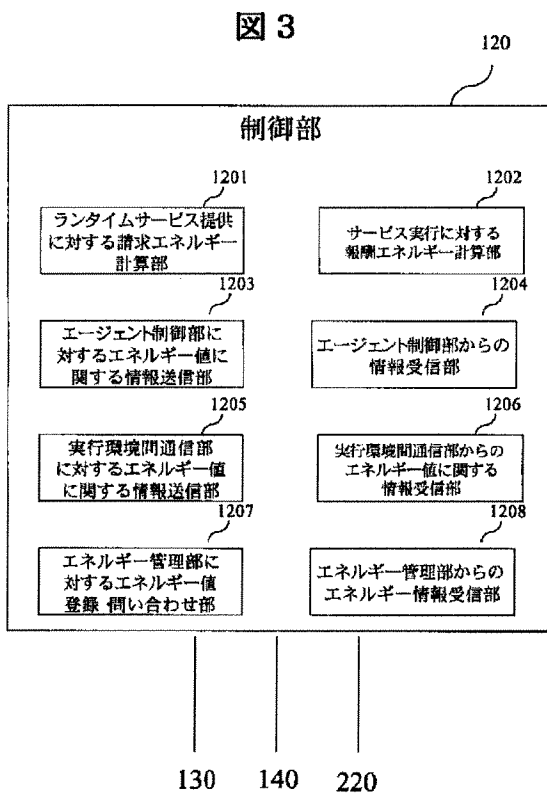 図 3
120
制御部
1201
ランタイムサービス提供
に対する請求エネルギー
計算部
1202
サービス実行に対する
報酬エネルギー計算部
1203
エージェント制御部に
対するエネルギー値に
関する情報送信部
1204
エージェント制御部からの
情報受信部
1205
実行環境間通信部
に対するエネルギー値
に関する情報送信部
1206
実行環境間通信部からの
エネルギー値に関する
情報受信部
1207
エネルギー管理部に
対するエネルギー値
登録・問い合わせ部
1208
エネルギー管理部からの
エネルギー情報受信部
130 140 220